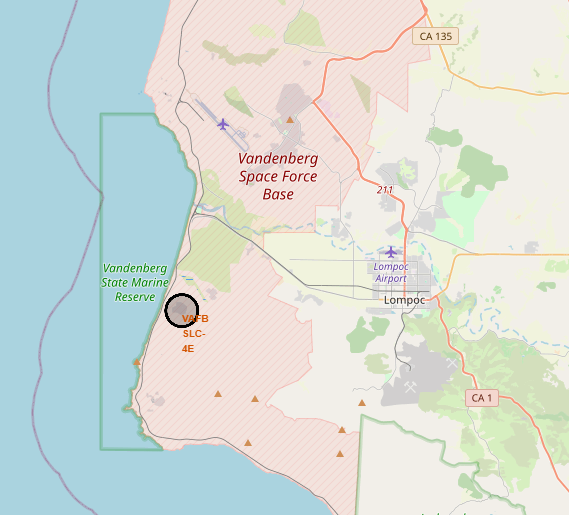 CA 135
Vandenberg
Space Force
Base
211
Lompoc
Airport
Vandenberg
State Marine
Reserve
Lompoc
VAFB
SLC-
4E
CA 1